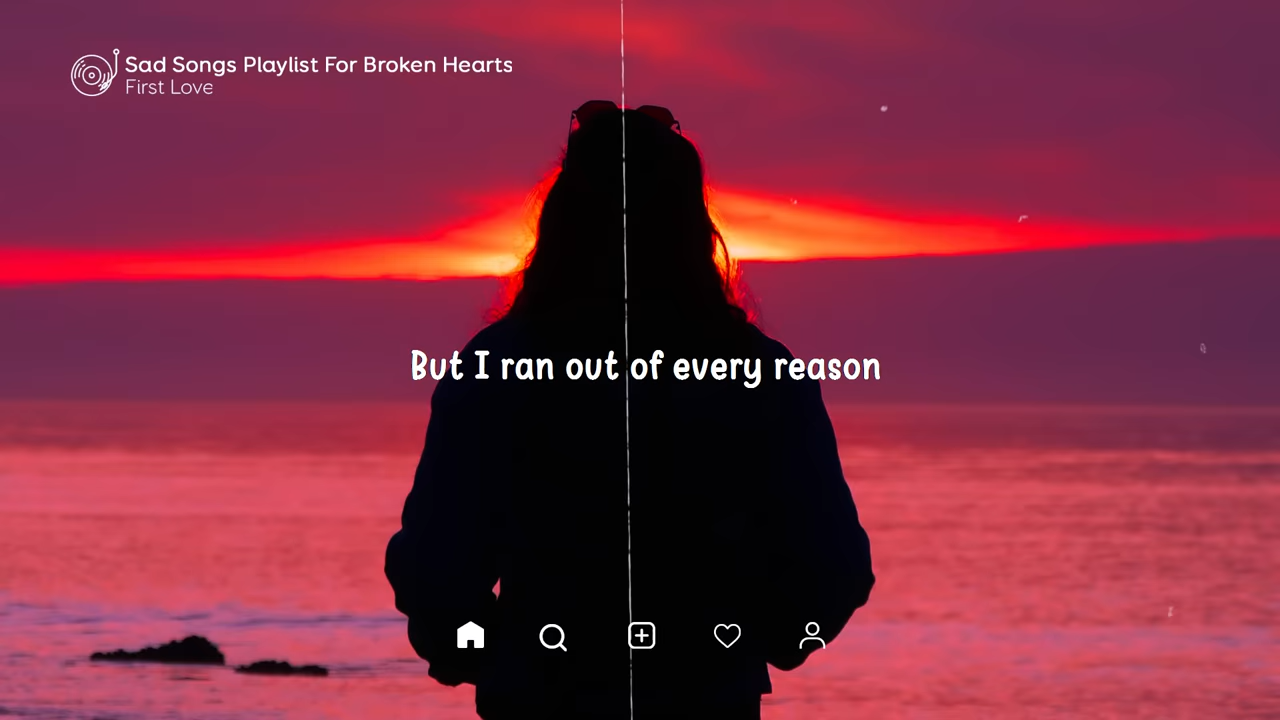 Sad Songs Playlist For Broken Hearts
First Love
But I ran out of every reason